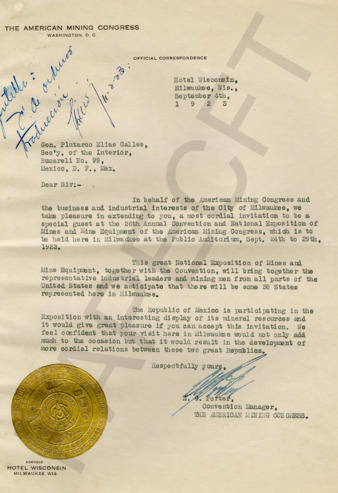 THE AMERICAN MINING CONGRESS
WASHINGTON, D. C.
OFFICIAL CORRESPONDENCE
Hotel Wisconsin,
Milwaukee, Wis.,
September 4th,
1 9 2 3
Gen. Plutarco Elias Calles,
Sec'y. of the Interior,
Bucareli No. 99,
Mexico, D. F., Mex.
Dear Sir:-
In behalf of the American Mining Congress and
the business and industrial interests of the City of Milwaukee, we
take pleasure in extending to you, a most cordial invitation to be a
special guest at the 26th Annual Convention and National Exposition of
Mines and Mine Equipment of the American Mining Congress, which is to
be held here in Milwaukee at the Public Auditorium, Sept. 24th to 29th,
1923.
This great National Exposition of Mines and
Mine Equipment, together with the Convention, will bring together the
representative industrial leaders and mining men from all parts of the
United States and we anticipate that there will be some 28 States
represented here in Milwaukee.
The Republic of Mexico is participating in the
Exposition with an interesting display of its mineral resources and
it would give great pleasure if you can accept this invitation. We
feel confident that your visit here in Milwaukee would not only add
much to the occasion but that it would result in the development of
more cordial relations between these two great Republics.
Respectfully yours,
Porter,
Convention Manager,
THE AMERICAN MINING CONGRESS.
ADDRESS
HOTEL WISCONSIN
MILWAUKEE, WIS